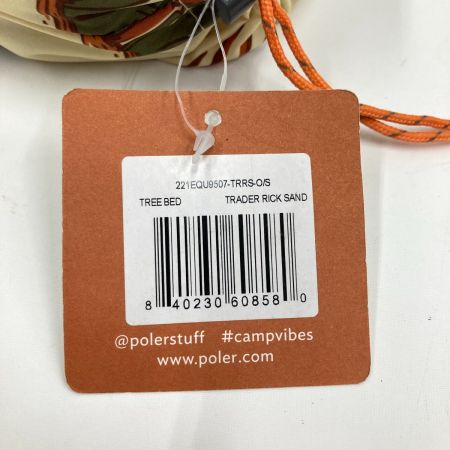 221EQU9507-TRRS-O/S
TREE BED TRADER RICK SAND
8 40230 60858 0
@polerstuff #campvibes
www.poler.com